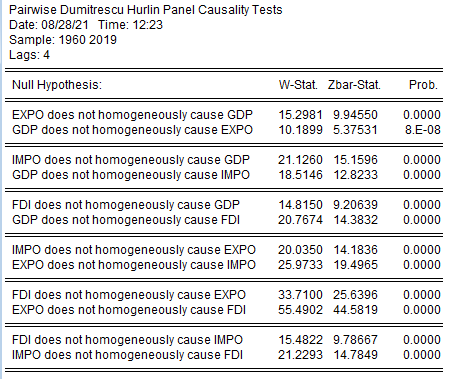 Pairwise Dumitrescu Hurlin Panel Causality Tests
Date: 08/28/21 Time: 12:23
Sample: 1960 2019
Lags: 4
Null Hypothesis: W-Stat. Zbar-Stat. Prob.
EXPO does not homogeneously cause GDP 15.2981 9.94550 0.0000
GDP does not homogeneously cause EXPO 10.1899 5.37531 8.E-08
IMPO does not homogeneously cause GDP 21.1260 15.1596 0.0000
GDP does not homogeneously cause IMPO 18.5146 12.8233 0.0000
FDI does not homogeneously cause GDP 14.8150 9.20639 0.0000
GDP does not homogeneously cause FDI 20.7674 14.3832 0.0000
IMPO does not homogeneously cause EXPO 20.0350 14.1836 0.0000
EXPO does not homogeneously cause IMPO 25.9733 19.4965 0.0000
FDI does not homogeneously cause EXPO 33.7100 25.6396 0.0000
EXPO does not homogeneously cause FDI 55.4902 44.5819 0.0000
FDI does not homogeneously cause IMPO 15.4822 9.78667 0.0000
IMPO does not homogeneously cause FDI 21.2293 14.7849 0.0000